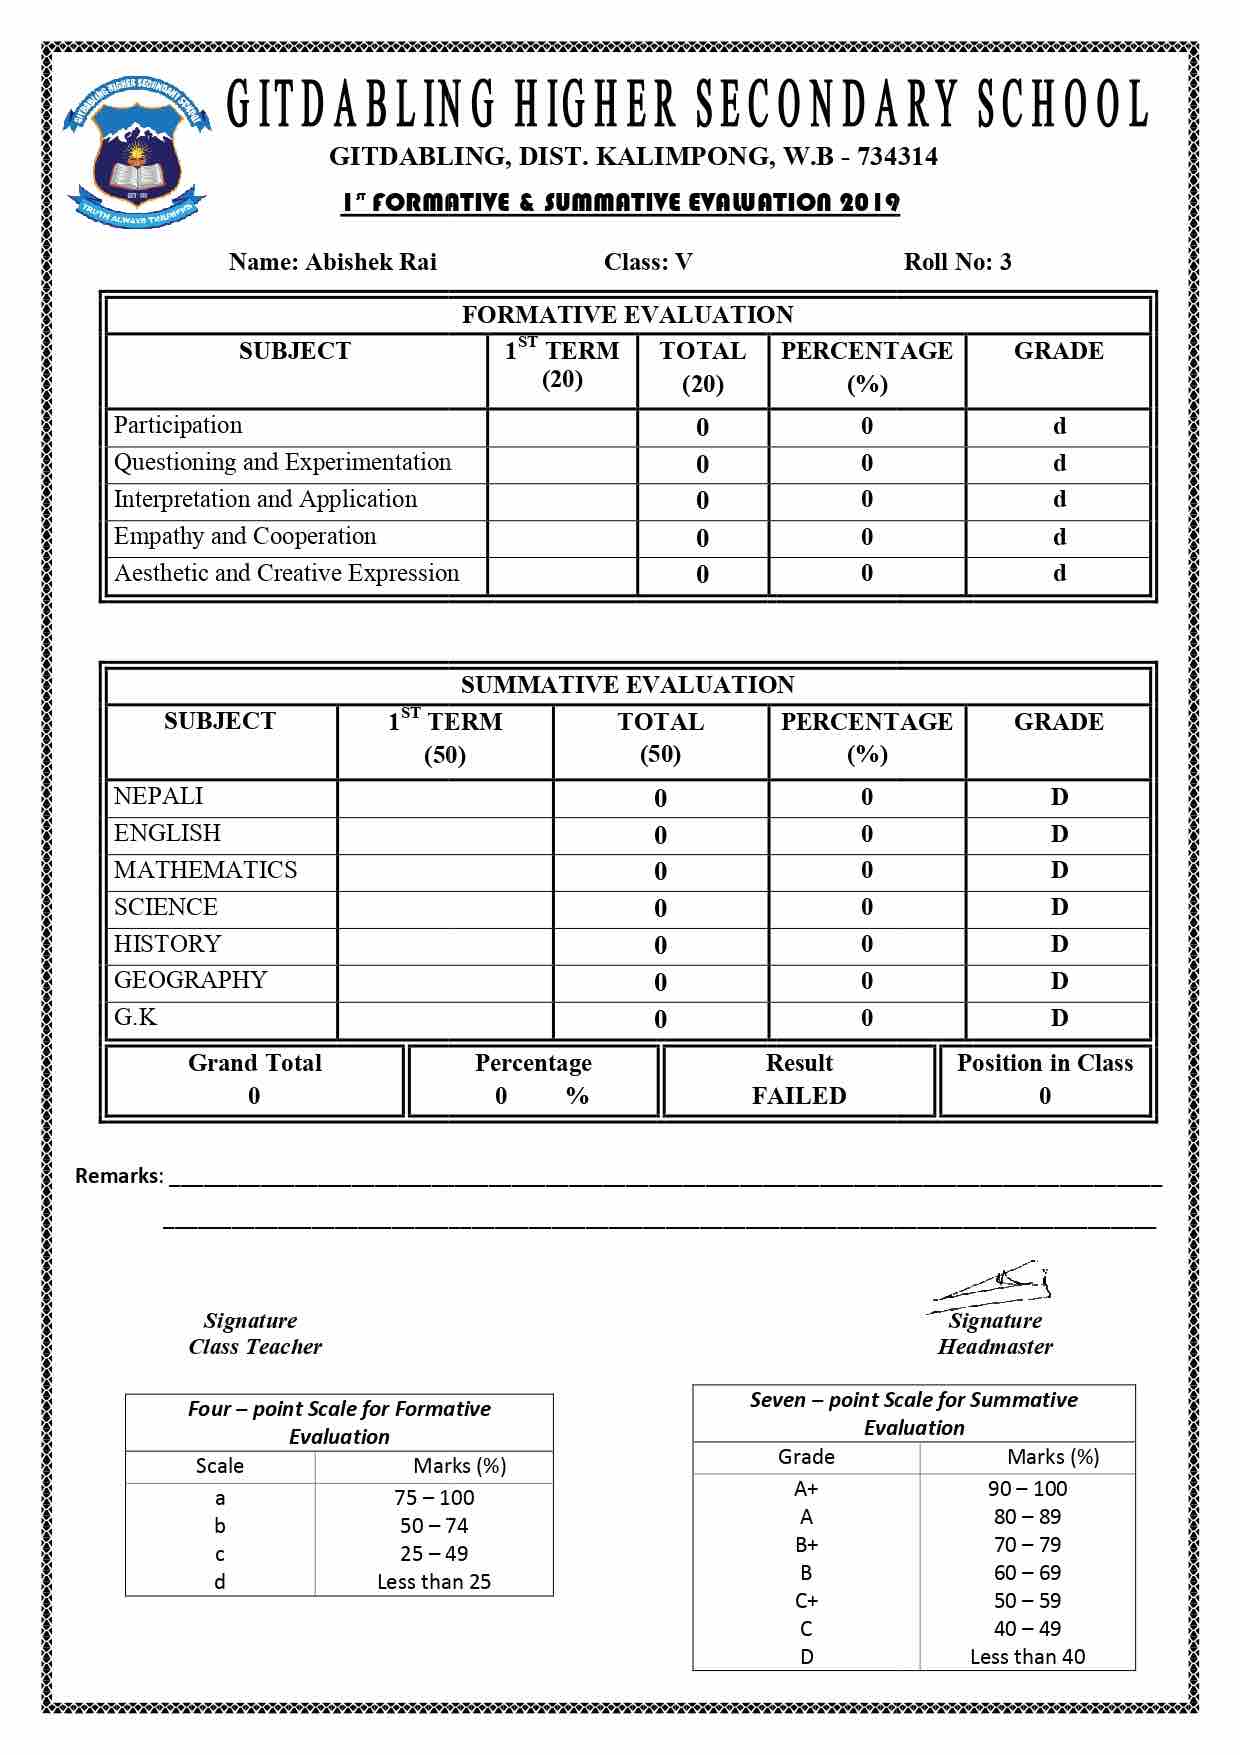 GITDABLING HIGHER SECONDARY SCHOOL
GITDABLING HIGHER SECONDARY SCHOOL
TRUTH ALWAYS TRIUMPHS
GITDABLING, DIST. KALIMPONG, W.B - 734314
1ST FORMATIVE & SUMMATIVE EVALUATION 2019
Name: Abishek Rai Class: V Roll No: 3
FORMATIVE EVALUATION
SUBJECT 1ST TERM TOTAL PERCENTAGE GRADE
(20) (20) (%)
Participation 0 0 d
Questioning and Experimentation 0 0 d
Interpretation and Application 0 0 d
Empathy and Cooperation 0 0 d
Aesthetic and Creative Expression 0 0 d
SUMMATIVE EVALUATION
SUBJECT 1ST TERM TOTAL PERCENTAGE GRADE
(50) (50) (%)
NEPALI 0 0 D
ENGLISH 0 0 D
MATHEMATICS 0 0 D
SCIENCE 0 0 D
HISTORY 0 0 D
GEOGRAPHY 0 0 D
G.K 0 0 D
Grand Total Percentage Result Position in Class
0 0 % FAILED 0
Remarks:
Signature
Class Teacher
Signature
Headmaster
Four – point Scale for Formative
Evaluation
Scale Marks (%)
a 75 – 100
b 50 – 74
c 25 – 49
d Less than 25
Seven – point Scale for Summative
Evaluation
Grade Marks (%)
A+ 90 – 100
A 80 – 89
B+ 70 – 79
B 60 – 69
C+ 50 – 59
C 40 – 49
D Less than 40